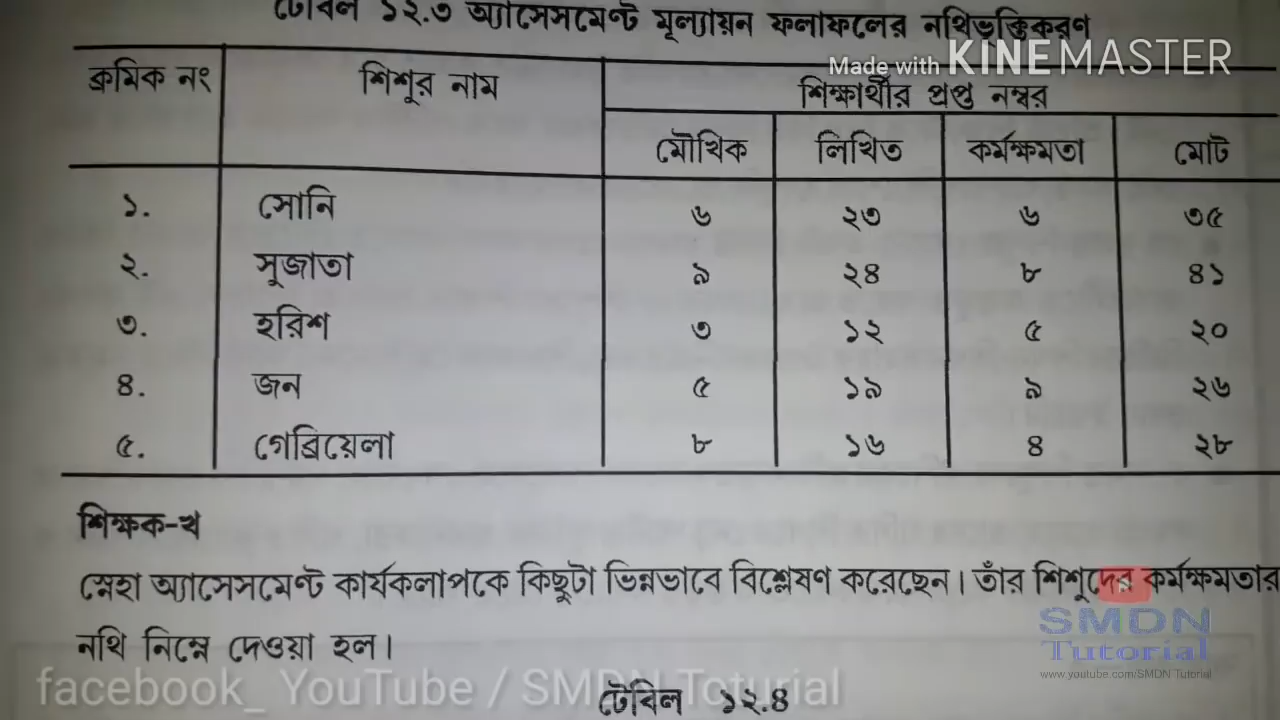 টেবিল ১২.৩ অ্যাসেসমেন্ট মূল্যায়ন ফলাফলের নথিভুক্তিকরণ
Made with KINEMASTER
ক্রমিক নং শিশুর নাম শিক্ষার্থীর প্রপ্ত নম্বর
মৌখিক লিখিত কর্মক্ষমতা মোট
১. সোনি ৬ ২৩ ৬ ৩৫
২. সুজাতা ৯ ২৪ ৮ ৪১
৩. হরিশ ৩ ১২ ৫ ২০
৪. জন ৫ ১৯ ৯ ২৬
৫. গেব্রিয়েলা ৮ ১৬ ৪ ২৮
শিক্ষক-খ
স্নেহা অ্যাসেসমেন্ট কার্যকলাপকে কিছুটা ভিন্নভাবে বিশ্লেষণ করেছেন। তাঁর শিশুদের কর্মক্ষমতার
নথি নিম্নে দেওয়া হল।
SMDN
Tutorial
www.youtube.com/SMDN Tutorial
facebook_ YouTube / SMDN Toturial
টেবিল ১২.৪